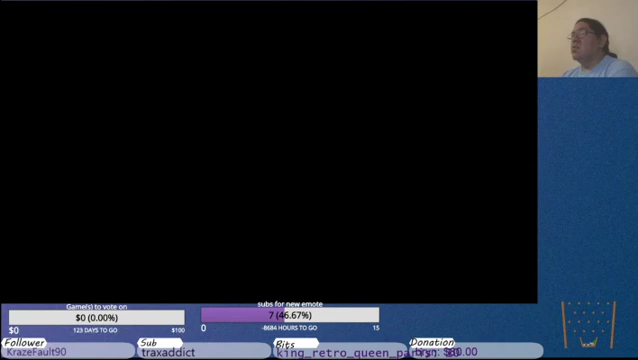 Game(s) to vote on
$0 (0.00%)
$0
123 DAYS TO GO
$100
subs for new emote
7 (46.67%)
0
-8684 HOURS TO GO
15
Follower
KrazeFault90
Sub
traxaddict
Bits
king_retro_queen_pa
Donation